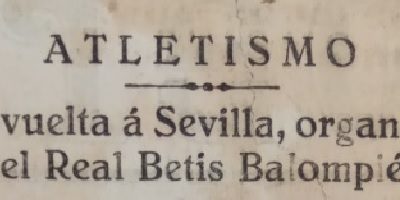 ATLETISMO
vuelta á Sevilla, organ
el Real Betis Balompié